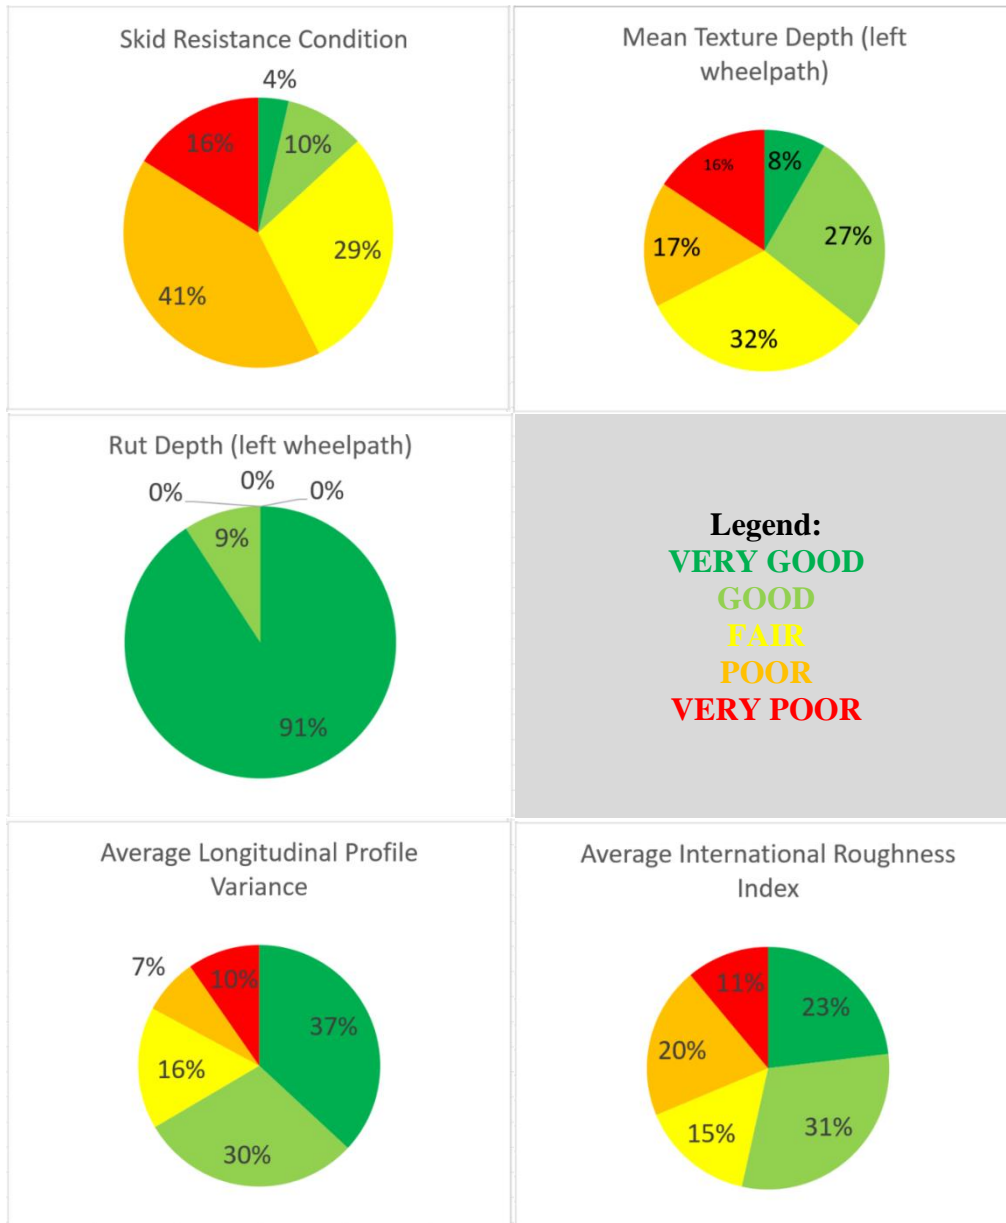 Skid Resistance Condition
4%
16%
10%
29%
41%
Mean Texture Depth (left
wheelpath)
16%
8%
27%
17%
32%
Rut Depth (left wheelpath)
0%
0%
0%
9%
91%
Legend:
VERY GOOD
GOOD
FAIR
POOR
VERY POOR
Average Longitudinal Profile
Variance
7%
10%
37%
16%
30%
Average International Roughness
Index
11%
23%
20%
15%
31%